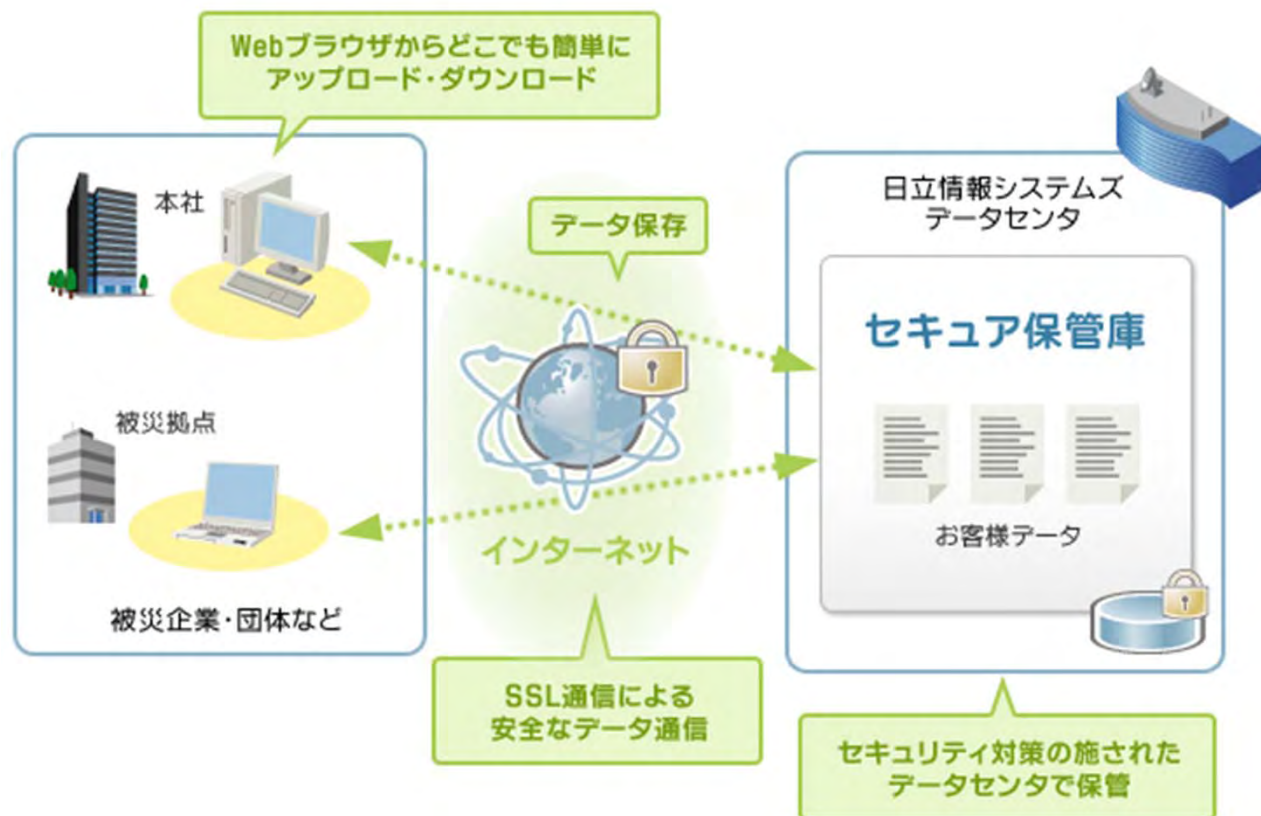 Webブラウザからどこでも簡単に
アップロード・ダウンロード
本社
被災拠点
被災企業・団体など
データ保存
インターネット
SSL通信による
安全なデータ通信
日立情報システムズ
データセンタ
セキュア保管庫
お客様データ
セキュリティ対策の施された
データセンタで保管